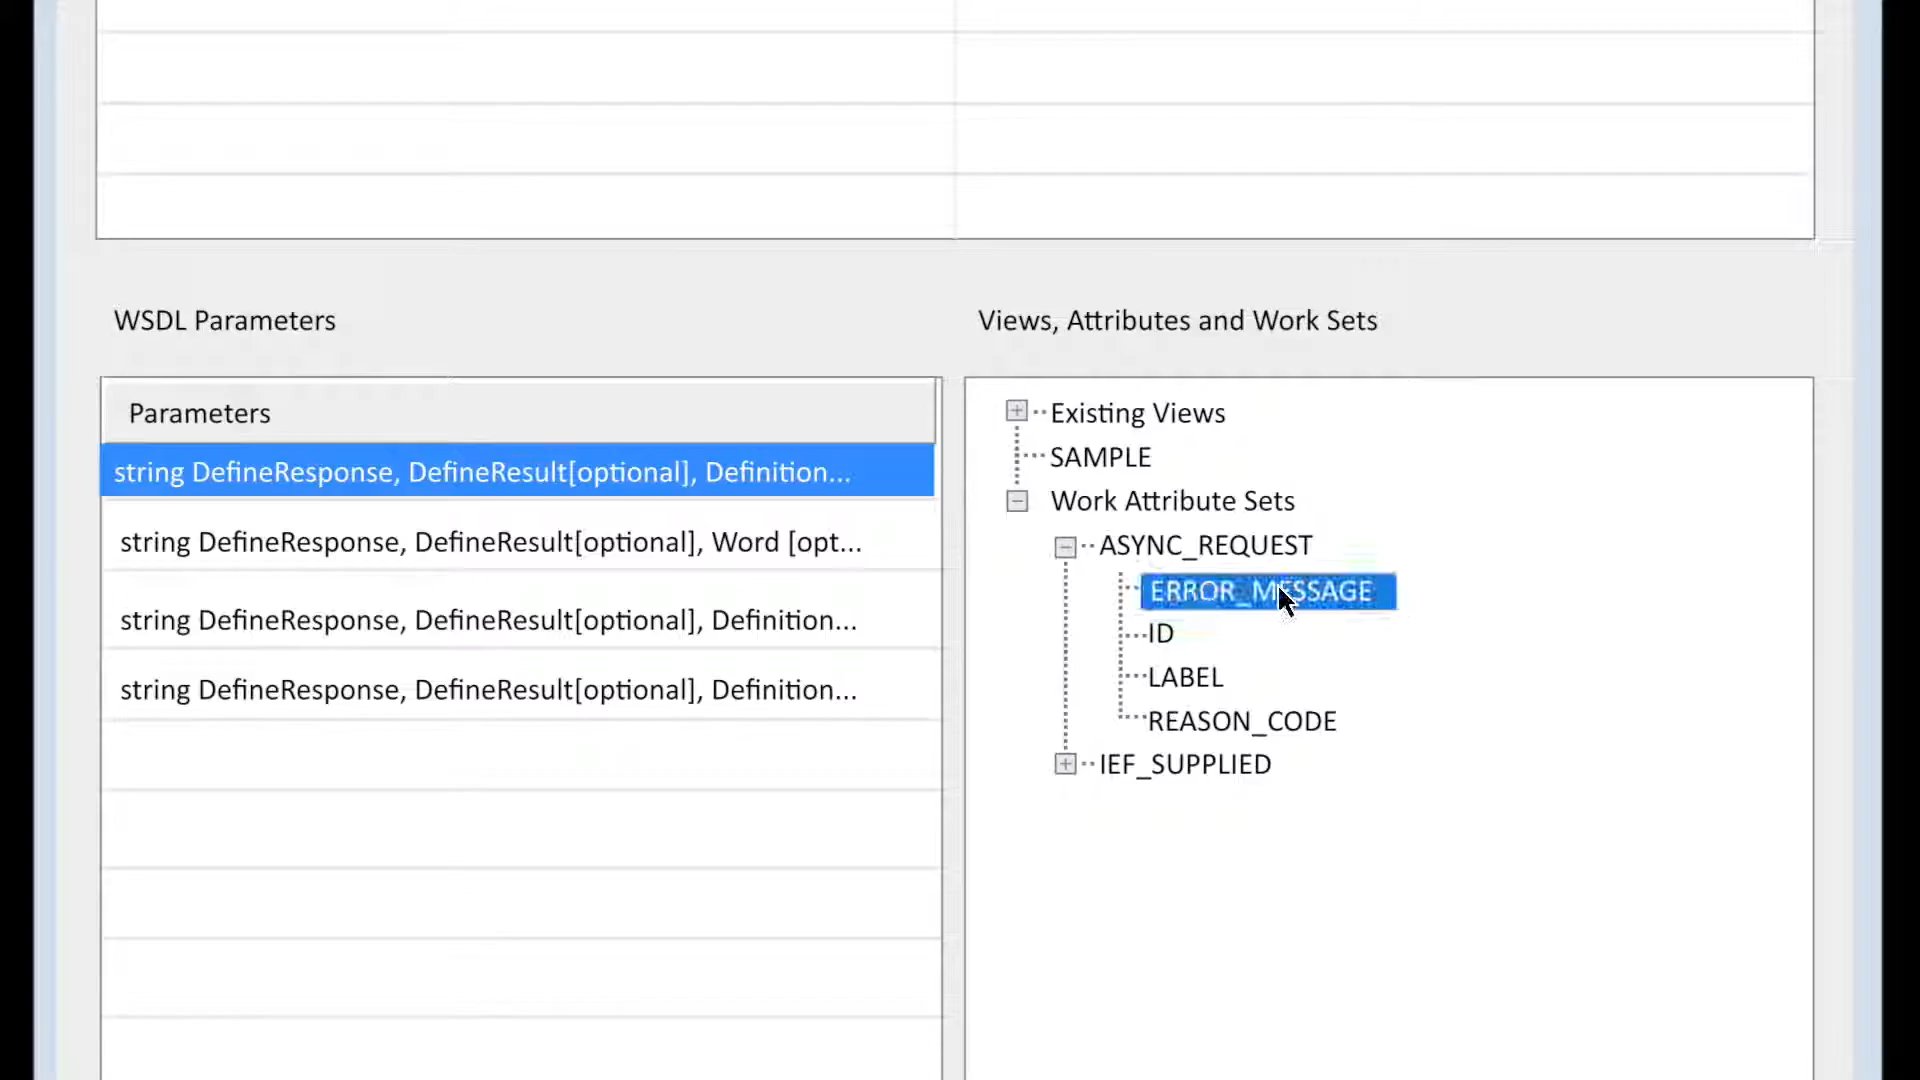 WSDL Parameters
Parameters
string DefineResponse, DefineResult[optional], Definition...
string DefineResponse, DefineResult[optional], Word [opt...
string DefineResponse, DefineResult[optional], Definition...
string DefineResponse, DefineResult[optional], Definition...
Views, Attributes and Work Sets
Existing Views
SAMPLE
Work Attribute Sets
ASYNC_REQUEST
ERROR_MESSAGE
ID
LABEL
REASON_CODE
IEF_SUPPLIED